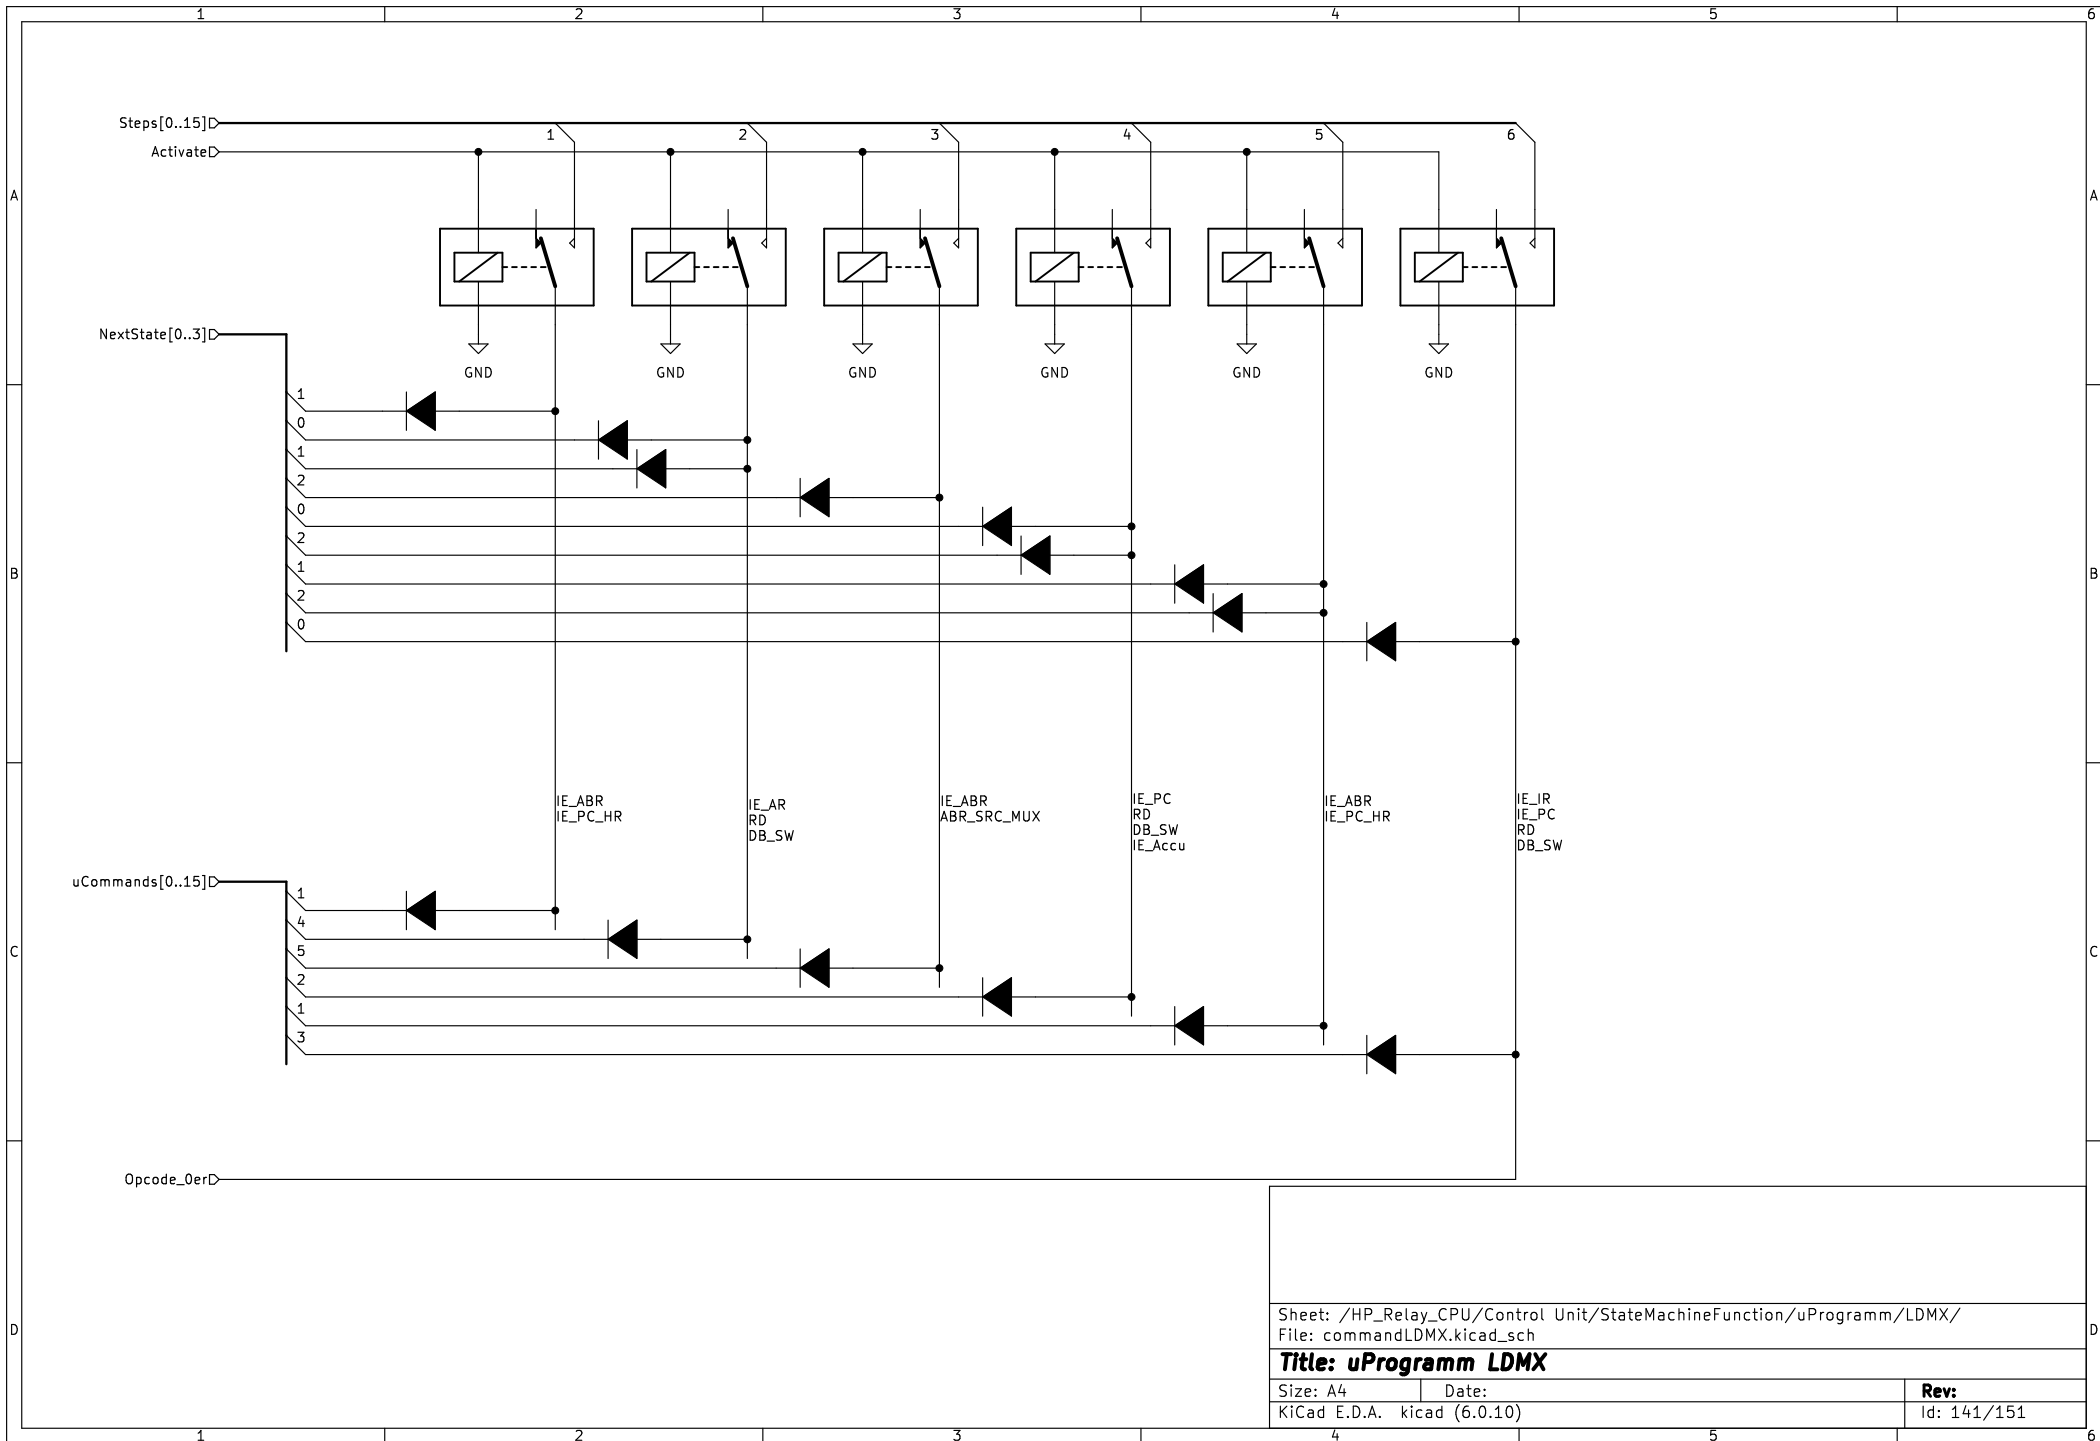 1 2 3 4 5 6
Steps[0..15]
1 2 3 4 5 6
Activate
A A
NextState[0..3]
GND GND GND GND GND GND
1
0
1
2
0
2
B B
1
2
0
IE_ABR
IE_PC_HR
IE_AR
RD
DB_SW
IE_ABR
ABR_SRC_MUX
IE_PC
RD
DB_SW
IE_Accu
IE_ABR
IE_PC_HR
IE_IR
IE_PC
RD
DB_SW
uCommands[0..15]
1
4
5
C C
2
1
3
Opcode_0er
Sheet: /HP_Relay_CPU/Control Unit/StateMachineFunction/uProgramm/LDMX/
File: commandLDMX.kicad_sch
D D
Title: uProgramm LDMX
Size: A4 Date: Rev:
KiCad E.D.A. kicad (6.0.10) Id: 141/151
1 2 3 4 5 6